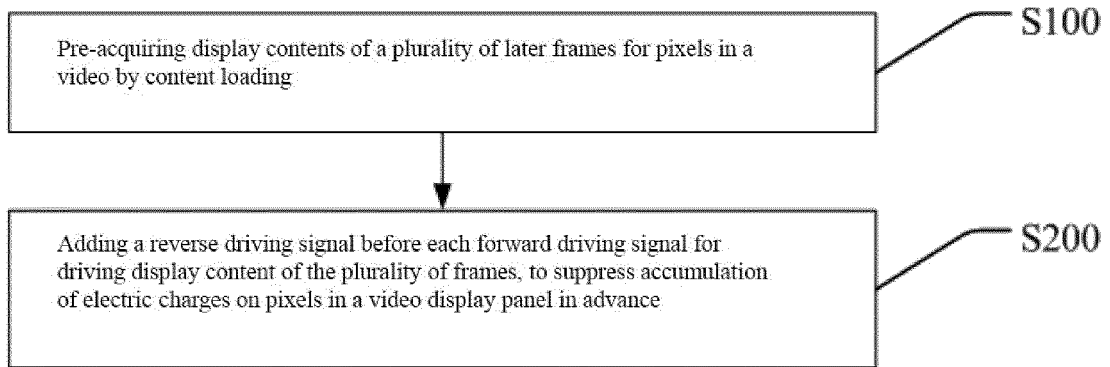 S100
Pre-acquiring display contents of a plurality of later frames for pixels in a
video by content loading
S200
Adding a reverse driving signal before each forward driving signal for
driving display content of the plurality of frames, to suppress accumulation
of electric charges on pixels in a video display panel in advance